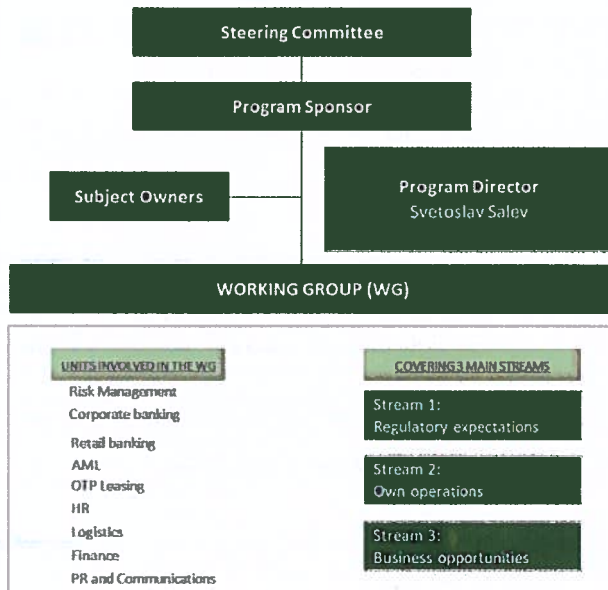 Steering Committee
Program Sponsor
Subject Owners
Program Director
Svetoslav Salev
WORKING GROUP (WG)
UNITS INVOLVED IN THE WG
Risk Management
Corporate banking
Retail banking
AML
OTP Leasing
HR
Logistics
Finance
PR and Communications
COVERING 3 MAIN STREAMS
Stream 1:
Regulatory expectations
Stream 2:
Own operations
Stream 3:
Business opportunities